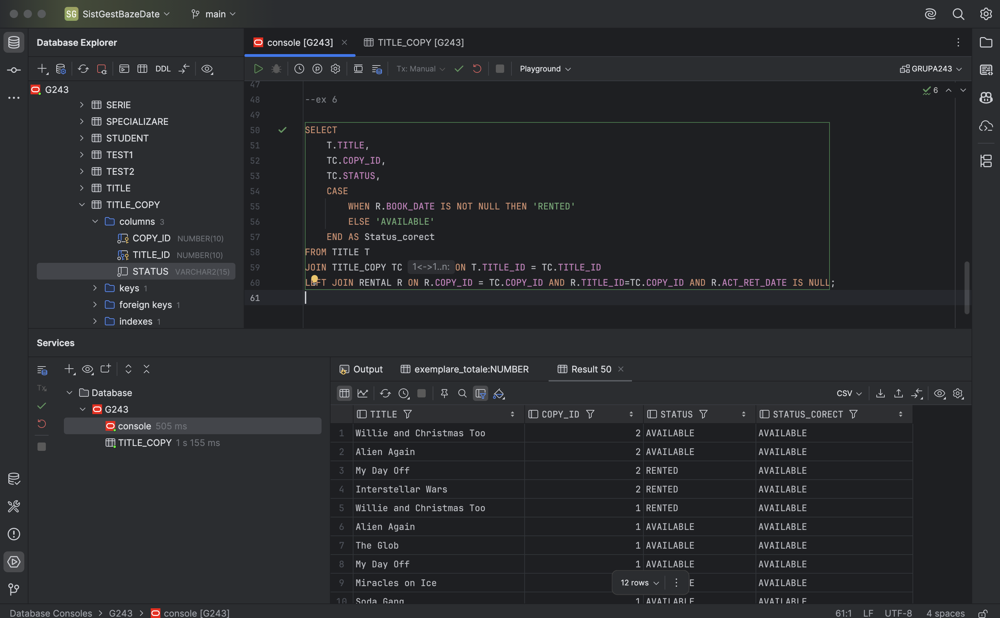 SG SistGestBazeDate main
Database Explorer
DDL
G243
SERIE
SPECIALIZARE
STUDENT
TEST1
TEST2
TITLE
TITLE_COPY
columns 3
COPY_ID NUMBER(10)
TITLE_ID NUMBER(10)
STATUS VARCHAR2(15)
keys 1
foreign keys 1
indexes 1
console [G243] TITLE_COPY [G243]
Tx: Manual Playground GRUPA243
6
47
48 --ex 6
49
50 SELECT
51 T.TITLE,
52 TC.COPY_ID,
53 TC.STATUS,
54 CASE
55 WHEN R.BOOK_DATE IS NOT NULL THEN 'RENTED'
56 ELSE 'AVAILABLE'
57 END AS Status_corect
58 FROM TITLE T
59 JOIN TITLE_COPY TC 1<->1..n: ON T.TITLE_ID = TC.TITLE_ID
60 LEFT JOIN RENTAL R ON R.COPY_ID = TC.COPY_ID AND R.TITLE_ID=TC.COPY_ID AND R.ACT_RET_DATE IS NULL;
61
Services
Tx
Database
G243
console 505 ms
TITLE_COPY 1 s 155 ms
Output exemplare_totale:NUMBER Result 50
CSV
TITLE COPY_ID STATUS STATUS_CORECT
1 Willie and Christmas Too 2 AVAILABLE AVAILABLE
2 Alien Again 2 AVAILABLE AVAILABLE
3 My Day Off 2 RENTED AVAILABLE
4 Interstellar Wars 2 RENTED AVAILABLE
5 Willie and Christmas Too 1 RENTED AVAILABLE
6 Alien Again 1 AVAILABLE AVAILABLE
7 The Glob 1 AVAILABLE AVAILABLE
8 My Day Off 1 AVAILABLE AVAILABLE
9 Miracles on Ice E AVAILABLE
12 rows
10 Soda Gang 1 AVAILABLE AVAILABLE
Database Consoles > G243 > console [G243] 61:1 LF UTF-8 4 spaces